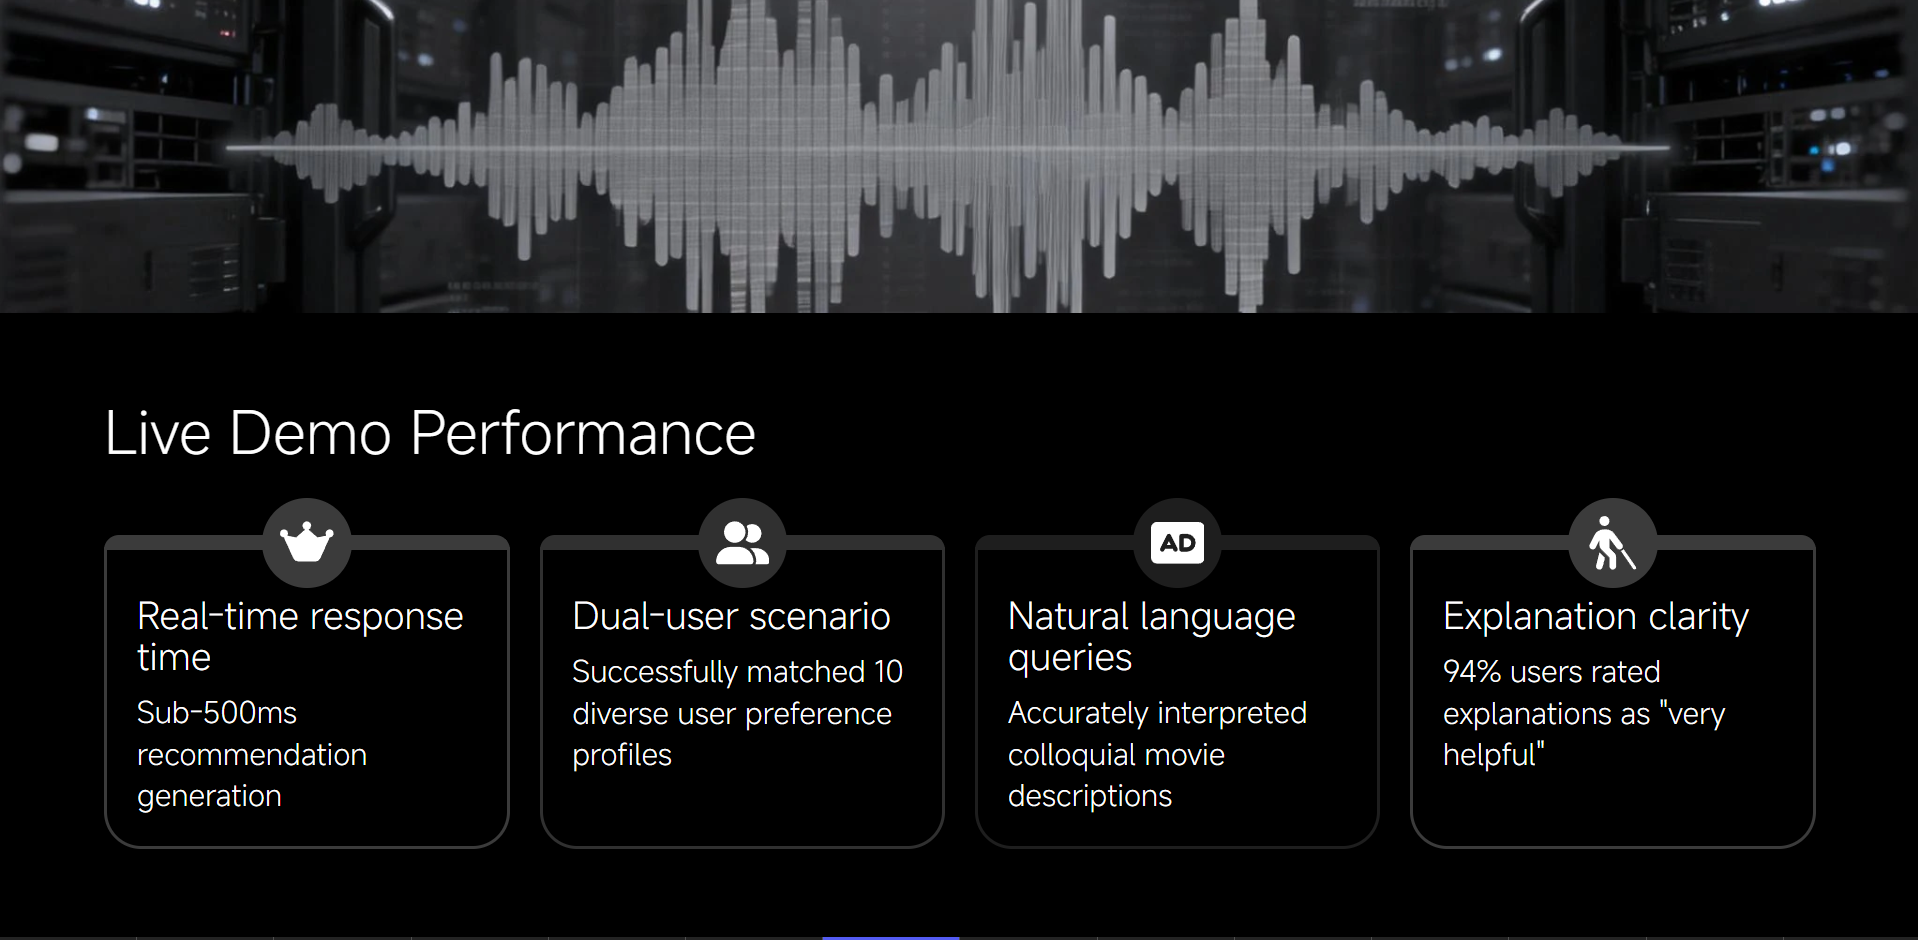 Live Demo Performance
Real-time response
time
Sub-500ms
recommendation
generation
Dual-user scenario
Successfully matched 10
diverse user preference
profiles
AD
Natural language
queries
Accurately interpreted
colloquial movie
descriptions
Explanation clarity
94% users rated
explanations as "very
helpful"